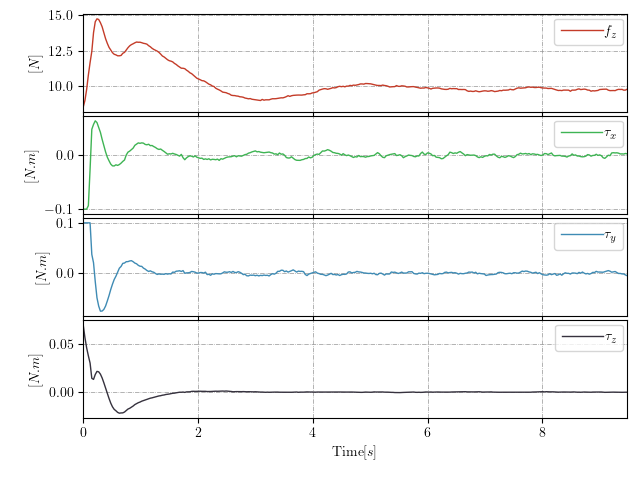 15.0
12.5
10.0
[N]
f_z
0.0
−0.1
[N.m]
τ_x
0.1
0.0
[N.m]
τ_y
0.05
0.00
[N.m]
τ_z
0 2 4 6 8
Time[s]